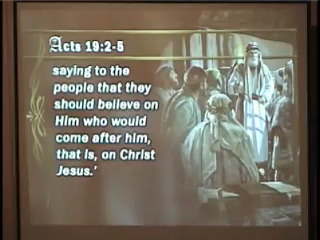 Acts 19:2-5
saying to the
people that they
should believe on
Him who would
come after him,
that is, on Christ
Jesus.'